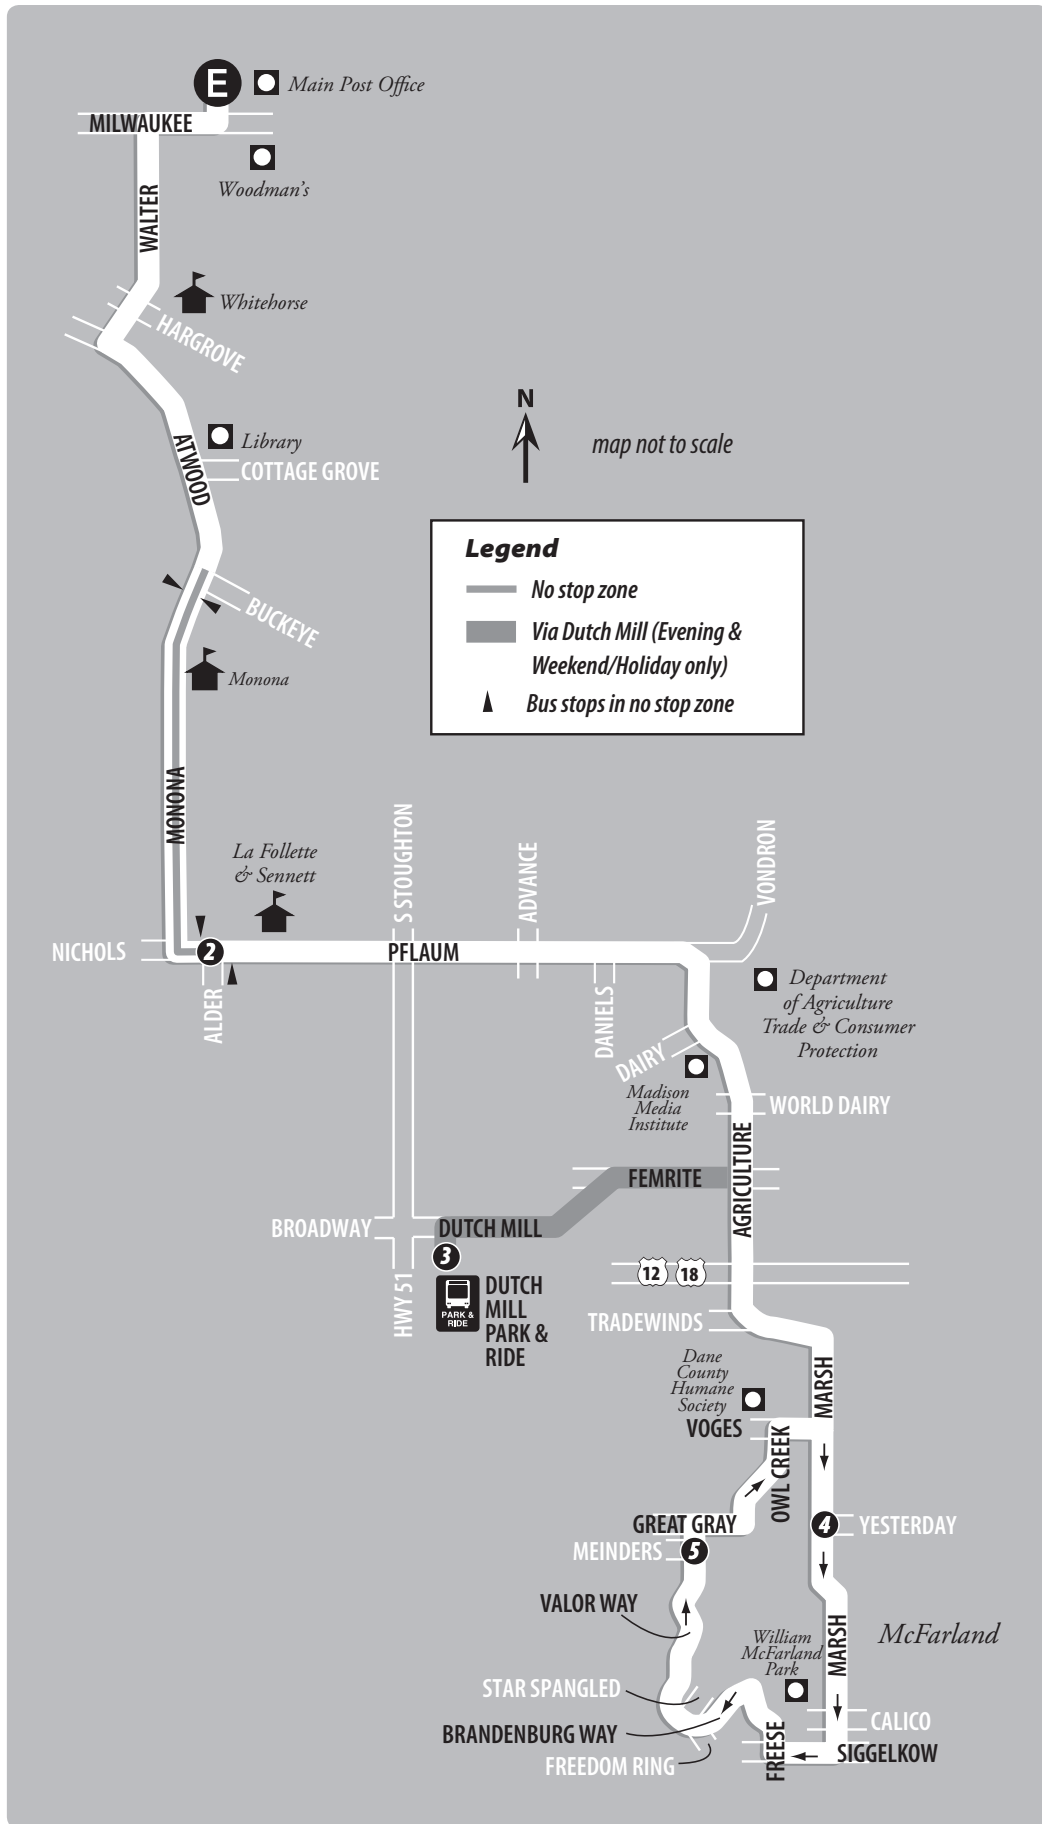 E
Main Post Office
MILWAUKEE
Woodman's
WALTER
Whitehorse
HARGROVE
N
map not to scale
ATWOOD
Library
COTTAGE GROVE
Legend
No stop zone
Via Dutch Mill (Evening &
Weekend/Holiday only)
Bus stops in no stop zone
BUCKEYE
Monona
MONONA
La Follette
& Sennett
S STOUGHTON
ADVANCE
VONDRON
NICHOLS
2
PFLAUM
ALDER
DANIELS
Department
of Agriculture
Trade & Consumer
Protection
DAIRY
Madison
Media
Institute
WORLD DAIRY
AGRICULTURE
FEMRITE
BROADWAY
DUTCH MILL
3
HWY 51
PARK &
RIDE
DUTCH
MILL
PARK &
RIDE
12
18
TRADEWINDS
Dane
County
Humane
Society
MARSH
VOGES
OWL CREEK
GREAT GRAY
4
YESTERDAY
MEINDERS
5
VALOR WAY
William
McFarland
Park
MARSH
McFarland
STAR SPANGLED
BRANDENBURG WAY
FREEDOM RING
FREESE
CALICO
SIGGELKOW